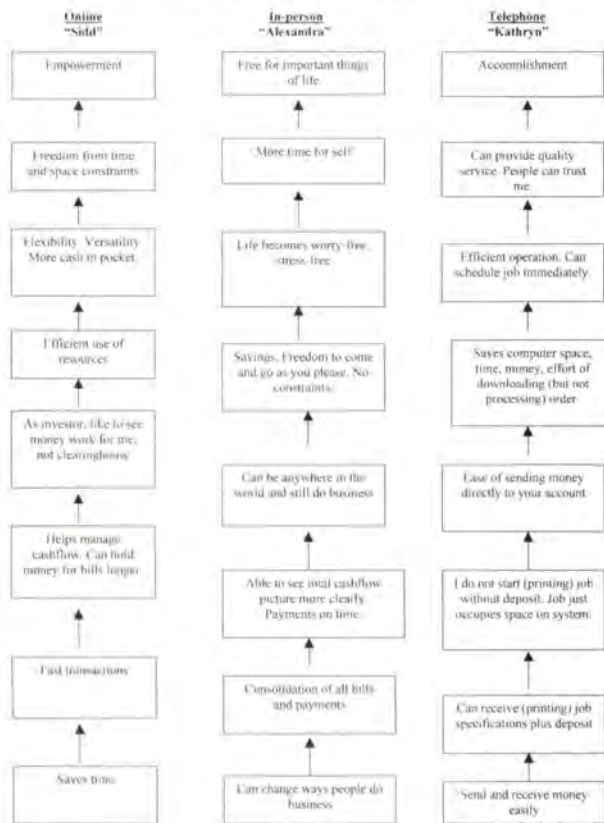 Online
"Sidd"
Empowerment
Freedom from time
and space constraints
Flexibility. Versatility
More cash in pocket
Efficient use of
resources
As investor, like to see
money work for me,
not clearinghouse
Helps manage
cashflow. Can hold
money for bills longer
Fast transactions
Saves time
In-person
"Alexandra"
Free for important things
of life
More time for self
Life becomes worry-free,
stress-free
Savings. Freedom to come
and go as you please. No
constraints.
Can be anywhere in the
world and still do business
Able to see total cashflow
picture more clearly
Payments on time.
Consolidation of all bills
and payments
Can change ways people do
business
Telephone
"Kathryn"
Accomplishment
Can provide quality
service. People can trust
me
Efficient operation. Can
schedule job immediately.
Saves computer space,
time, money, effort of
downloading (but not
processing) order
Ease of sending money
directly to your account
I do not start (printing) job
without deposit. Job just
occupies space on system.
Can receive (printing) job
specifications plus deposit
Send and receive money
easily